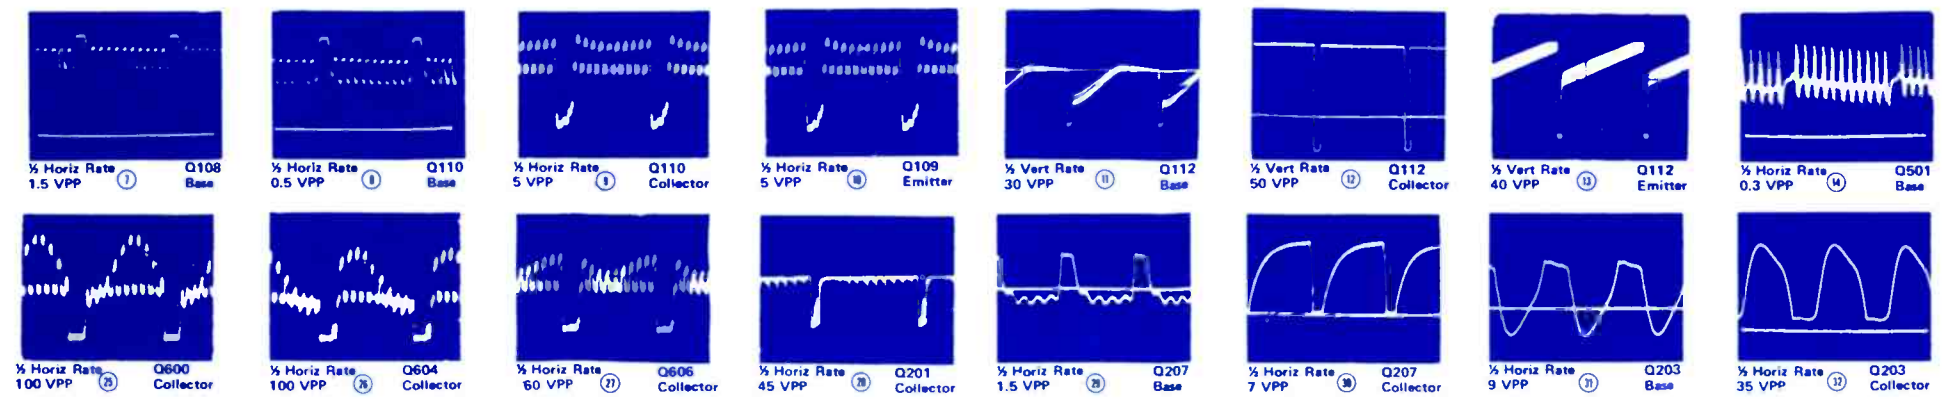 ½ Horiz Rate Q108
1.5 VPP 7 Base
½ Horiz Rate Q110
0.5 VPP 8 Base
½ Horiz Rate Q110
5 VPP 9 Collector
½ Horiz Rate Q109
5 VPP 10 Emitter
½ Vert Rate Q112
30 VPP 11 Base
½ Vert Rate Q112
50 VPP 12 Collector
½ Vert Rate Q112
40 VPP 13 Emitter
½ Horiz Rate Q501
0.3 VPP 14 Base
½ Horiz Rate Q600
100 VPP 25 Collector
½ Horiz Rate Q604
100 VPP 26 Collector
½ Horiz Rate Q606
60 VPP 27 Collector
½ Horiz Rate Q201
45 VPP 28 Collector
½ Horiz Rate Q207
1.5 VPP 29 Base
½ Horiz Rate Q207
7 VPP 30 Collector
½ Horiz Rate Q203
9 VPP 31 Base
½ Horiz Rate Q203
35 VPP 32 Collector